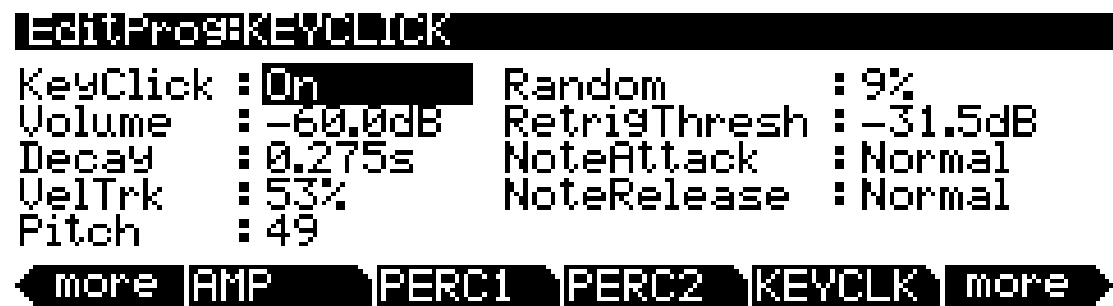 EditProg:KEYCLICK
KeyClick :On
Volume :-60.0dB
Decay :0.275s
VelTrk :53%
Pitch :49
Random :9%
RetrigThresh :-31.5dB
NoteAttack :Normal
NoteRelease :Normal
more AMP PERC1 PERC2 KEYCLK more